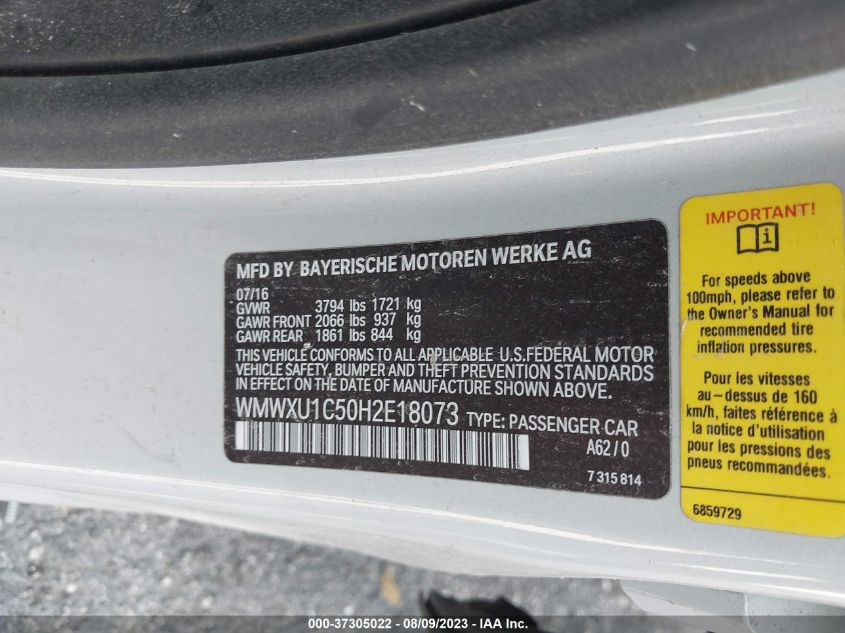 MFD BY BAYERISCHE MOTOREN WERKE AG
07/16
GVWR 3794 lbs 1721 kg
GAWR FRONT 2066 lbs 937 kg
GAWR REAR 1861 lbs 844 kg
THIS VEHICLE CONFORMS TO ALL APPLICABLE U.S.FEDERAL MOTOR
VEHICLE SAFETY, BUMPER AND THEFT PREVENTION STANDARDS
IN EFFECT ON THE DATE OF MANUFACTURE SHOWN ABOVE.
WMWXU1C50H2E18073 TYPE: PASSENGER CAR
A62/0
7 315 814
IMPORTANT!
For speeds above
100mph, please refer to
the Owner's Manual for
recommended tire
inflation pressures.
Pour les vitesses
au-dessus de 160
km/h, faites référence à
la notice d'utilisation
pour les pressions des
pneus recommandées.
6859729
000-37305022 - 08/09/2023 - IAA Inc.